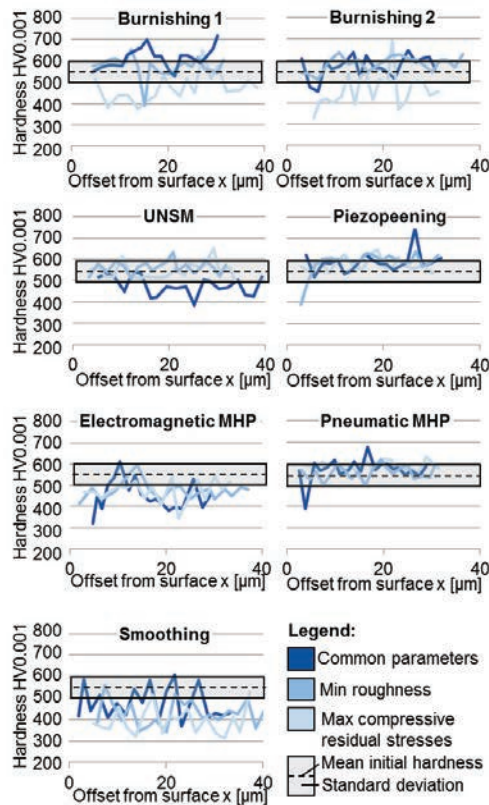 Burnishing 1
Hardness HV0.001
800
700
600
500
400
300
200
0
20
40
Offset from surface x [µm]
Burnishing 2
0
20
40
Offset from surface x [µm]
UNSM
Hardness HV0.001
800
700
600
500
400
300
200
0
20
40
Offset from surface x [µm]
Piezopeening
0
20
40
Offset from surface x [µm]
Electromagnetic MHP
Hardness HV0.001
800
700
600
500
400
300
200
0
20
40
Offset from surface x [µm]
Pneumatic MHP
0
20
40
Offset from surface x [µm]
Smoothing
Hardness HV0.001
800
700
600
500
400
300
200
0
20
40
Offset from surface x [µm]
Legend:
Common parameters
Min roughness
Max compressive
residual stresses
Mean initial hardness
Standard deviation